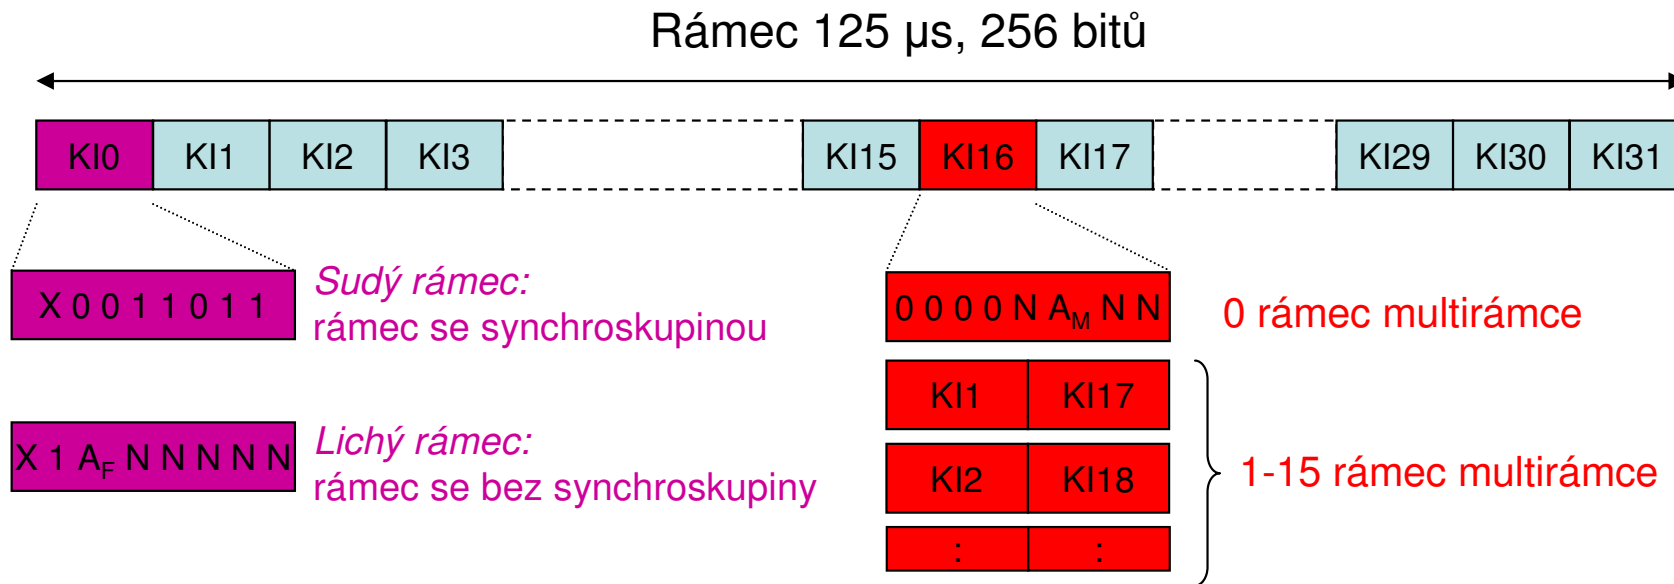 Rámec 125 µs, 256 bitů
KI0 KI1 KI2 KI3 KI15 KI16 KI17 KI29 KI30 KI31
X 0 0 1 1 0 1 1
Sudý rámec:
rámec se synchroskupinou
0 0 0 0 N A_M N N
0 rámec multirámce
KI1 KI17
X 1 A_F N N N N N
Lichý rámec:
rámec se bez synchroskupiny
KI2 KI18
1-15 rámec multirámce
: :